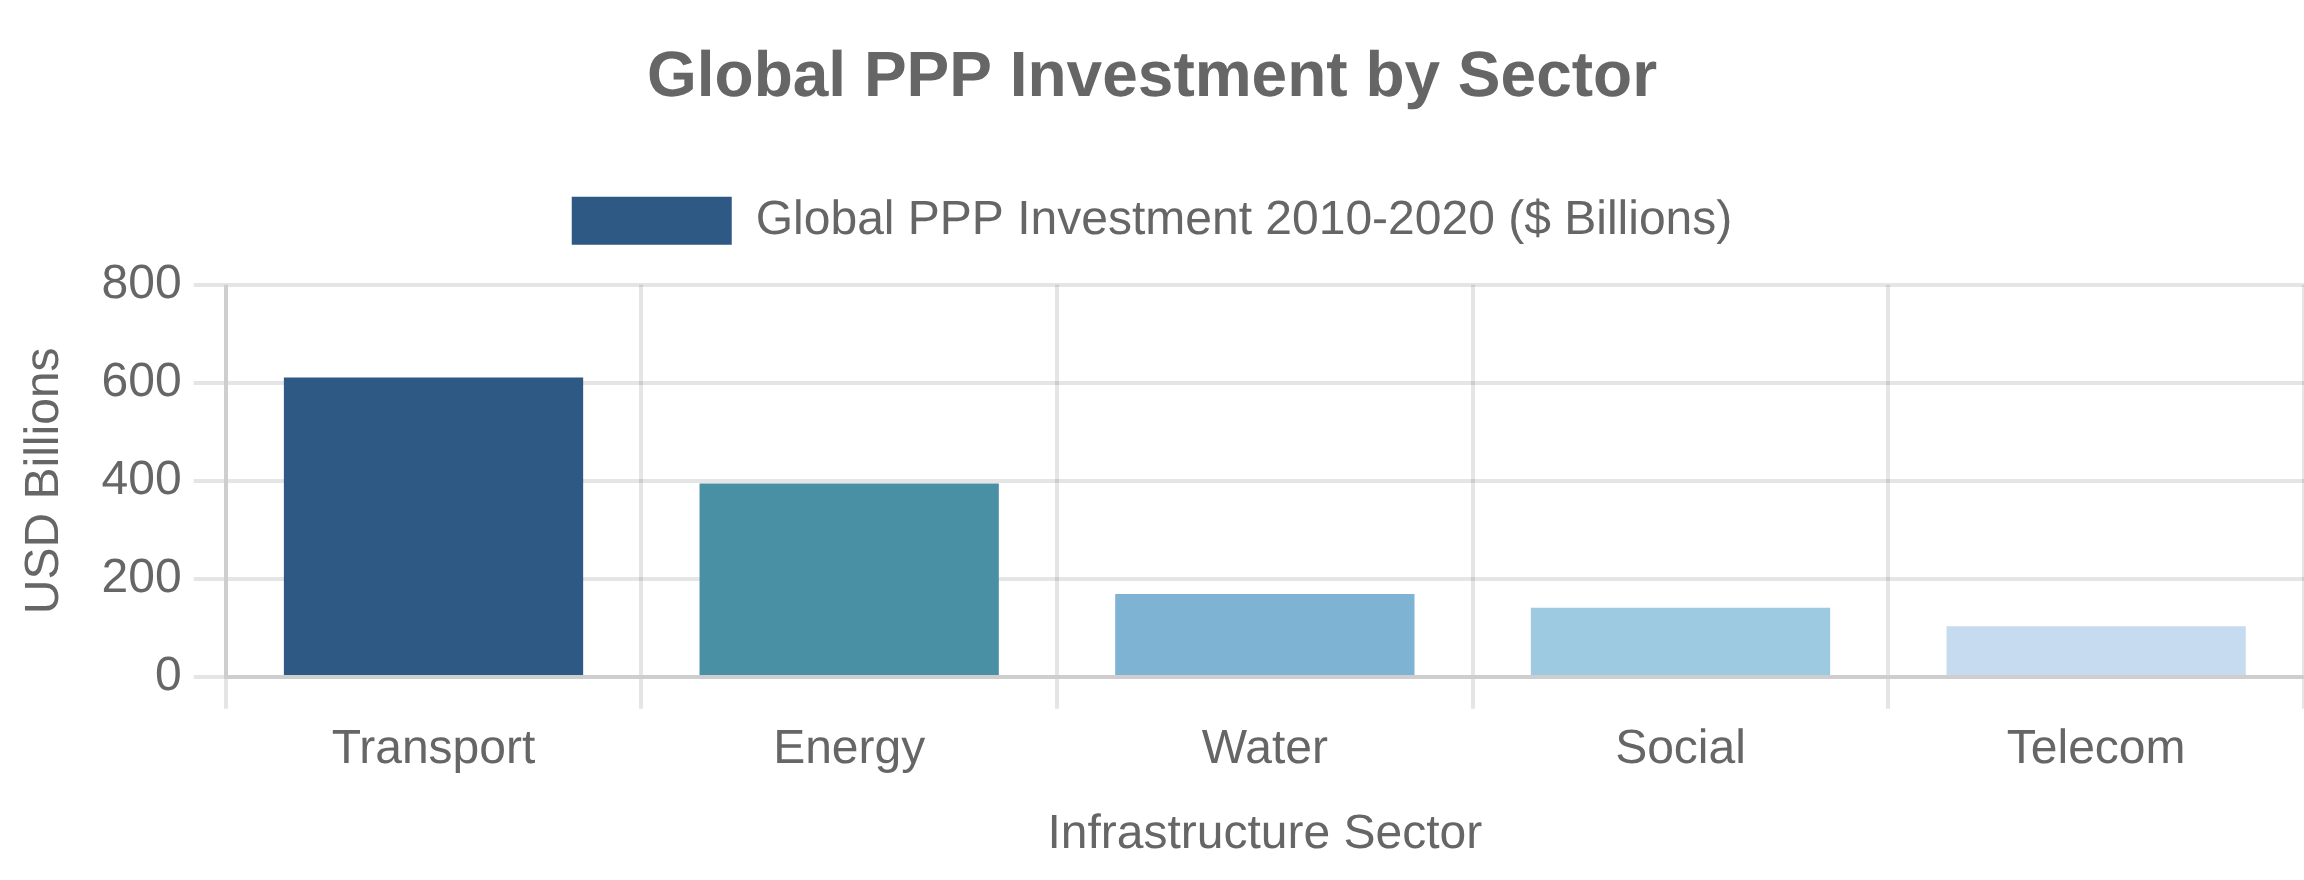 Global PPP Investment by Sector
Global PPP Investment 2010-2020 ($ Billions)
USD Billions
800
600
400
200
0
Transport Energy Water Social Telecom
Infrastructure Sector